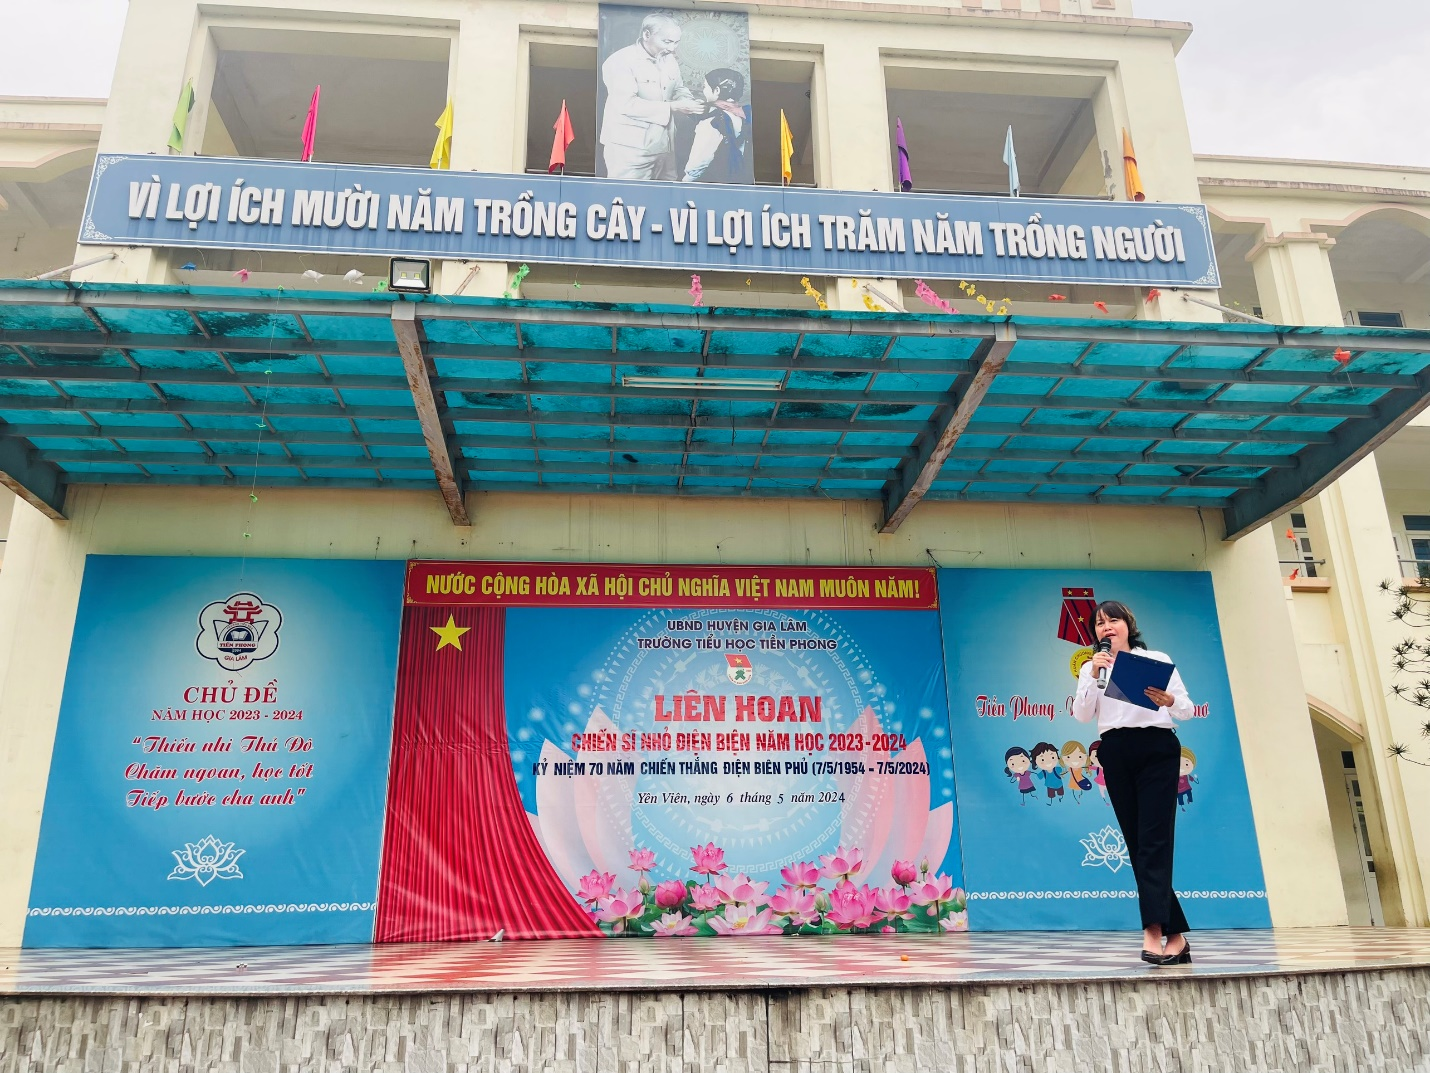 VÌ LỢI ÍCH MƯỜI NĂM TRỒNG CÂY - VÌ LỢI ÍCH TRĂM NĂM TRỒNG NGƯỜI
TIỀN PHONG
GIA LÂM
CHỦ ĐỀ
NĂM HỌC 2023 - 2024
"Thiếu nhi Thủ Đô
Chăm ngoan, học tốt
Tiếp bước cha anh"
NƯỚC CỘNG HÒA XÃ HỘI CHỦ NGHĨA VIỆT NAM MUÔN NĂM!
UBND HUYỆN GIA LÂM
TRƯỜNG TIỂU HỌC TIỀN PHONG
LIÊN HOAN
CHIẾN SĨ NHỎ ĐIỆN BIÊN NĂM HỌC 2023-2024
KỶ NIỆM 70 NĂM CHIẾN THẮNG ĐIỆN BIÊN PHỦ (7/5/1954 - 7/5/2024)
Yên Viên, ngày 6 tháng 5 năm 2024
Tiền Phong -